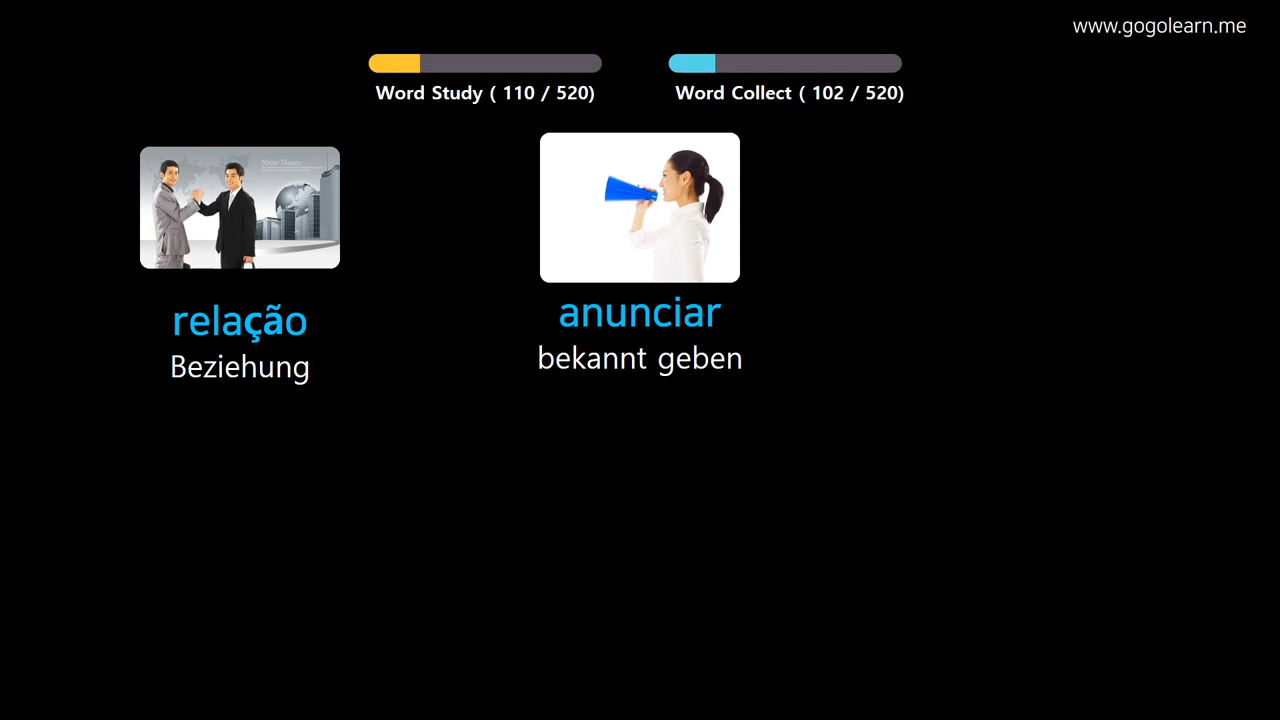 www.gogolearn.me
Word Study ( 110 / 520)
Word Collect ( 102 / 520)
relação
Beziehung
anunciar
bekannt geben